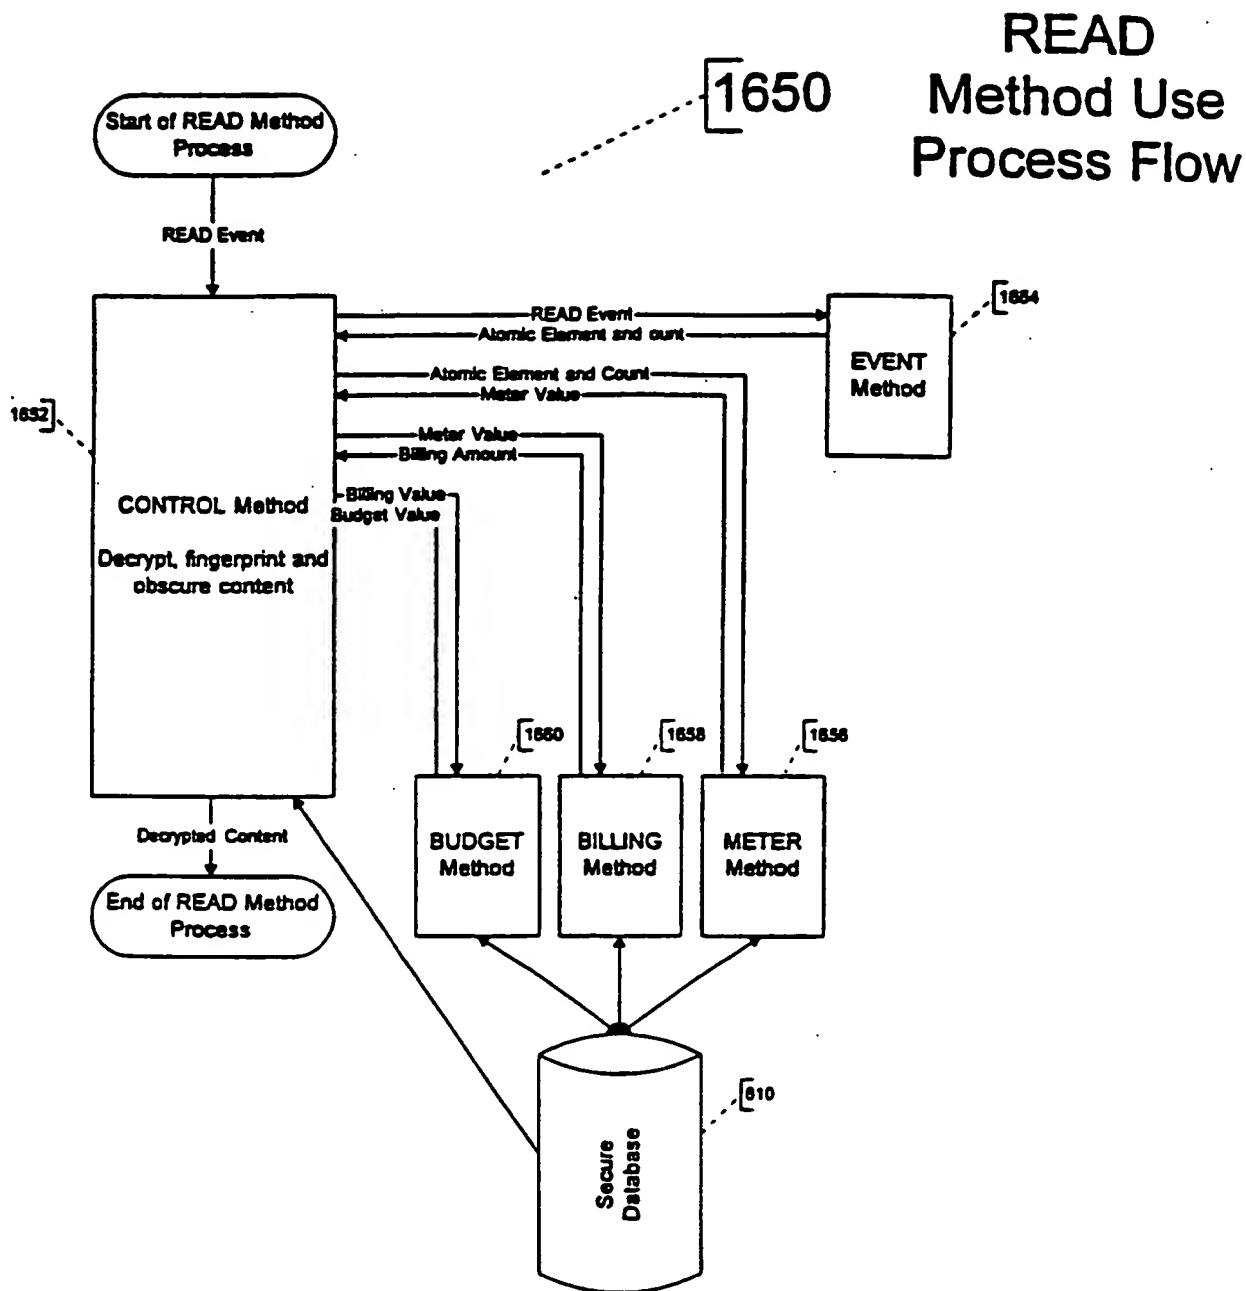 READ
Method Use
Process Flow
1650
Start of READ Method
Process
READ Event
READ Event
Atomic Element and ount
1654
EVENT
Method
Atomic Element and Count
Meter Value
1652
Meter Value
Billing Amount
Billing Value
Budget Value
CONTROL Method
Decrypt, fingerprint and
obscure content
1660
1658
1656
BUDGET
Method
BILLING
Method
METER
Method
Decrypted Content
End of READ Method
Process
610
Secure
Database